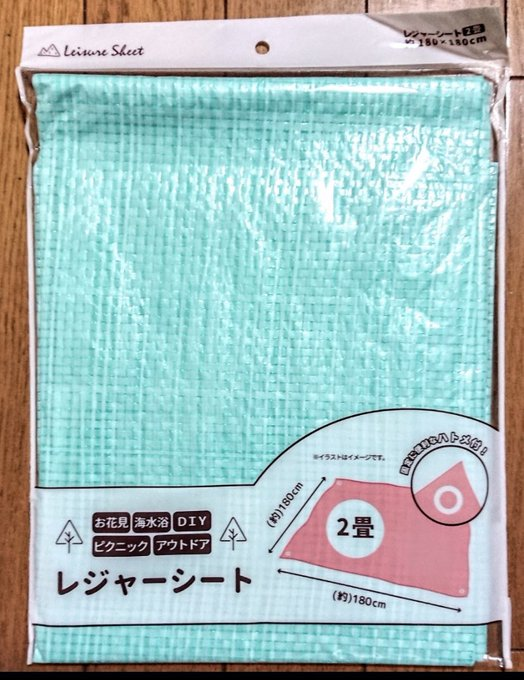 Leisure Sheet
レジャーシート 2畳
約180×180cm
固定に便利なハトメ付!
※イラストはイメージです。
(約)180cm
2畳
(約)180cm
お花見 海水浴 DIY
ピクニック アウトドア
レジャーシート